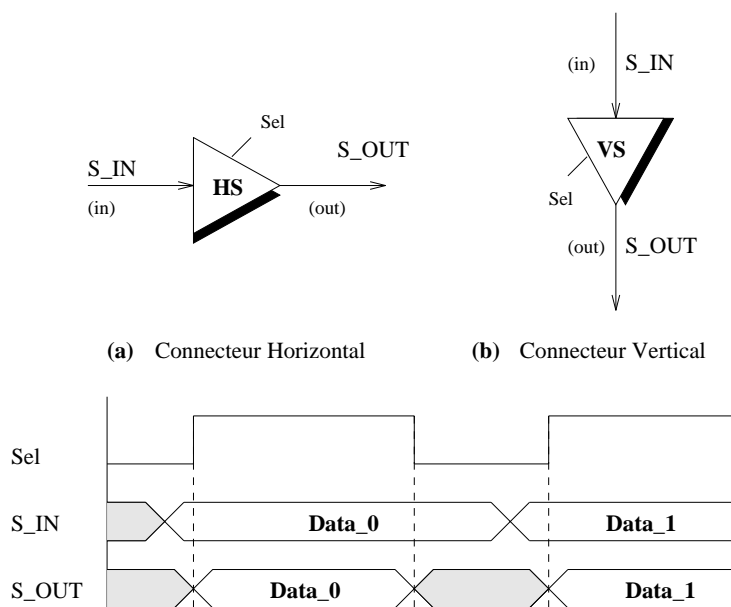 S_IN
(in)
Sel
HS
S_OUT
(out)
(in)
S_IN
VS
Sel
(out)
S_OUT
(a) Connecteur Horizontal
(b) Connecteur Vertical
Sel
S_IN
Data_0
Data_1
S_OUT
Data_0
Data_1